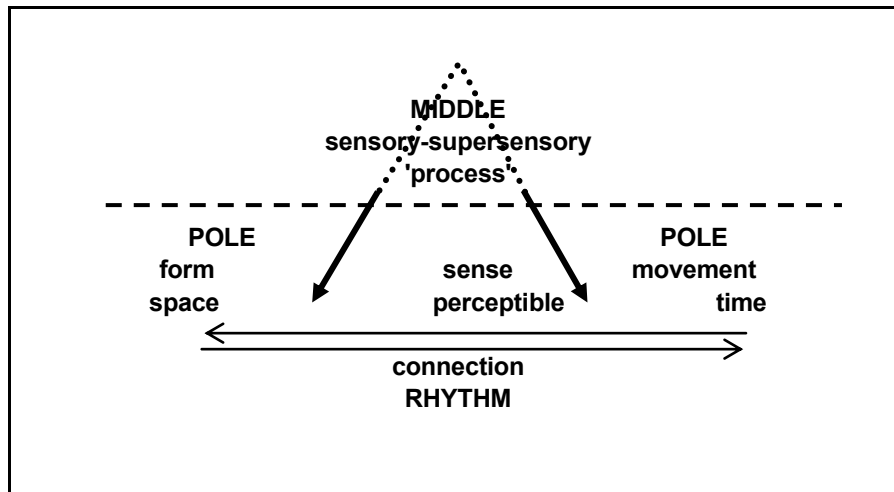 MIDDLE
sensory-supersensory
'process'
POLE POLE
form sense movement
space perceptible time
connection
RHYTHM